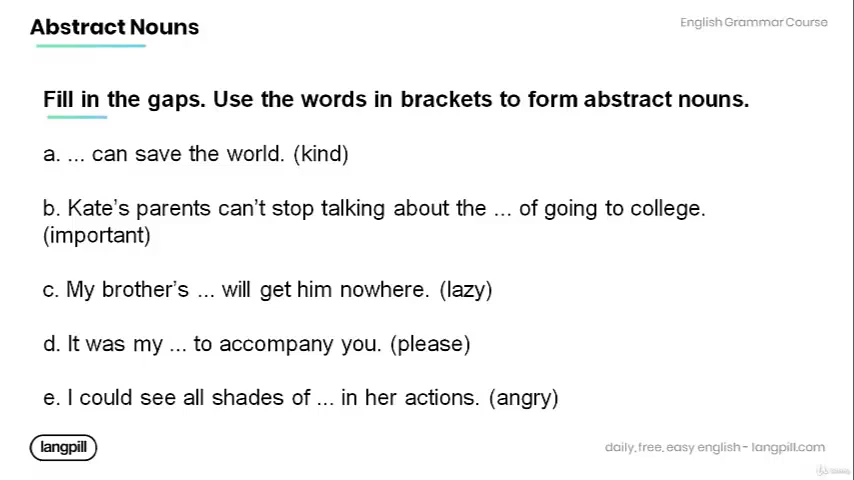 Abstract Nouns
English Grammar Course
Fill in the gaps. Use the words in brackets to form abstract nouns.
a. ... can save the world. (kind)
b. Kate's parents can't stop talking about the ... of going to college.
(important)
c. My brother's ... will get him nowhere. (lazy)
d. It was my ... to accompany you. (please)
e. I could see all shades of ... in her actions. (angry)
langpill
daily, free, easy english - langpill.com